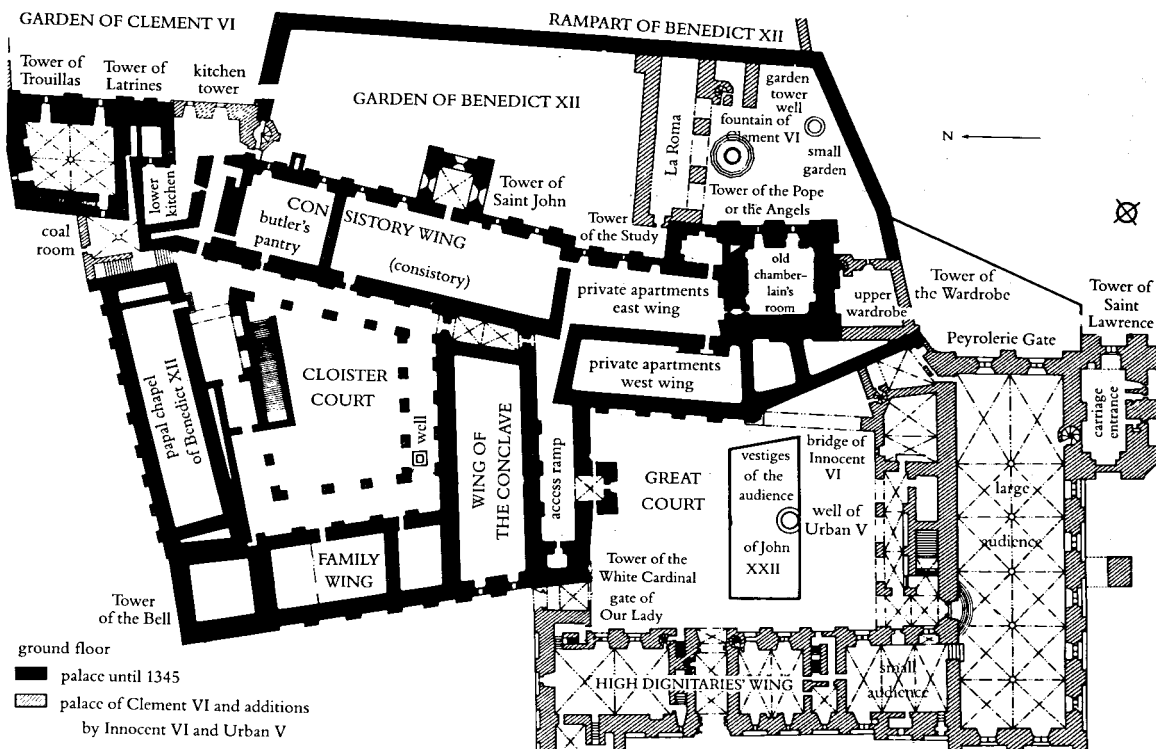 GARDEN OF CLEMENT VI
RAMPART OF BENEDICT XII
Tower of
Trouillas
Tower of
Latrines
kitchen
tower
GARDEN OF BENEDICT XII
La Roma
garden
tower
well
fountain of
Clement VI
small
garden
N
lower
kitchen
coal
room
CONSISTORY WING
butler's
pantry
(consistory)
Tower of
Saint John
Tower
of the Study
Tower of the Pope
or the Angels
old
chamber-
lain's
room
private apartments
east wing
private apartments
west wing
upper
wardrobe
Tower of
the Wardrobe
Tower of
Saint
Lawrence
Peyrolerie Gate
carriage
entrance
papal chapel
of Benedict XII
CLOISTER
COURT
well
WING OF
THE CONCLAVE
access ramp
GREAT
COURT
vestiges
of the
audience
of John
XXII
bridge of
Innocent
VI
well of
Urban V
large
audience
FAMILY
WING
Tower
of the Bell
Tower of the
White Cardinal
gate of
Our Lady
HIGH DIGNITARIES' WING
small
audience
ground floor
palace until 1345
palace of Clement VI and additions
by Innocent VI and Urban V